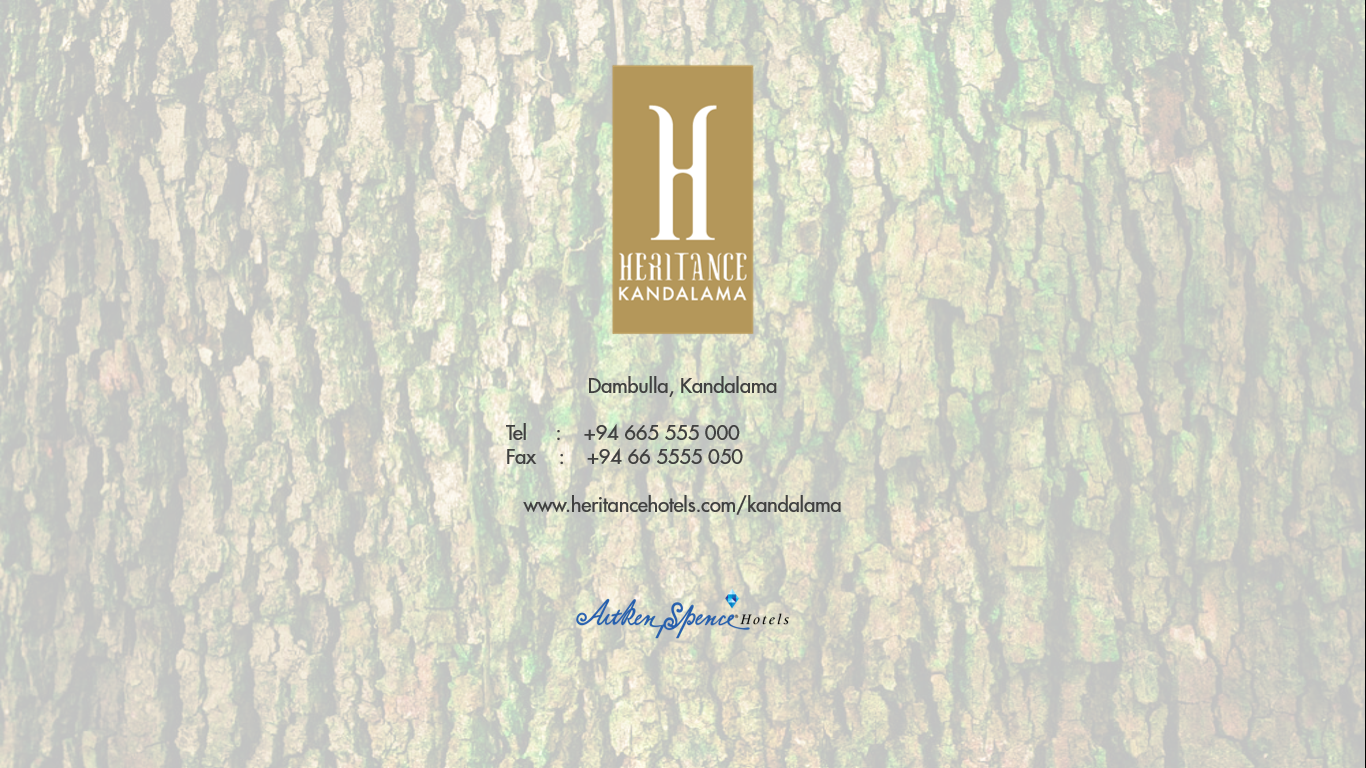 H
HERITANCE
KANDALAMA
Dambulla, Kandalama
Tel : +94 665 555 000
Fax : +94 66 5555 050
www.heritancehotels.com/kandalama
Aitken Spence Hotels